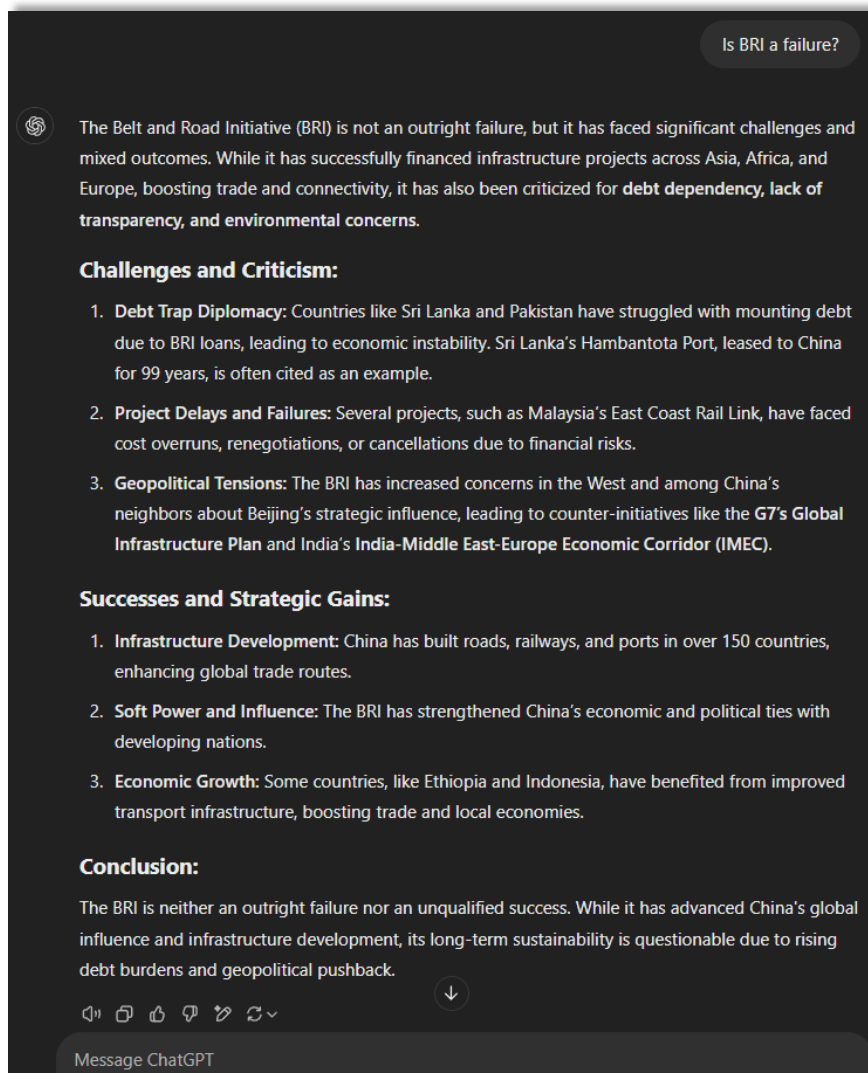 Is BRI a failure?
The Belt and Road Initiative (BRI) is not an outright failure, but it has faced significant challenges and
mixed outcomes. While it has successfully financed infrastructure projects across Asia, Africa, and
Europe, boosting trade and connectivity, it has also been criticized for debt dependency, lack of
transparency, and environmental concerns.
Challenges and Criticism:
1. Debt Trap Diplomacy: Countries like Sri Lanka and Pakistan have struggled with mounting debt
due to BRI loans, leading to economic instability. Sri Lanka's Hambantota Port, leased to China
for 99 years, is often cited as an example.
2. Project Delays and Failures: Several projects, such as Malaysia's East Coast Rail Link, have faced
cost overruns, renegotiations, or cancellations due to financial risks.
3. Geopolitical Tensions: The BRI has increased concerns in the West and among China's
neighbors about Beijing's strategic influence, leading to counter-initiatives like the G7's Global
Infrastructure Plan and India's India-Middle East-Europe Economic Corridor (IMEC).
Successes and Strategic Gains:
1. Infrastructure Development: China has built roads, railways, and ports in over 150 countries,
enhancing global trade routes.
2. Soft Power and Influence: The BRI has strengthened China's economic and political ties with
developing nations.
3. Economic Growth: Some countries, like Ethiopia and Indonesia, have benefited from improved
transport infrastructure, boosting trade and local economies.
Conclusion:
The BRI is neither an outright failure nor an unqualified success. While it has advanced China's global
influence and infrastructure development, its long-term sustainability is questionable due to rising
debt burdens and geopolitical pushback.
Message ChatGPT